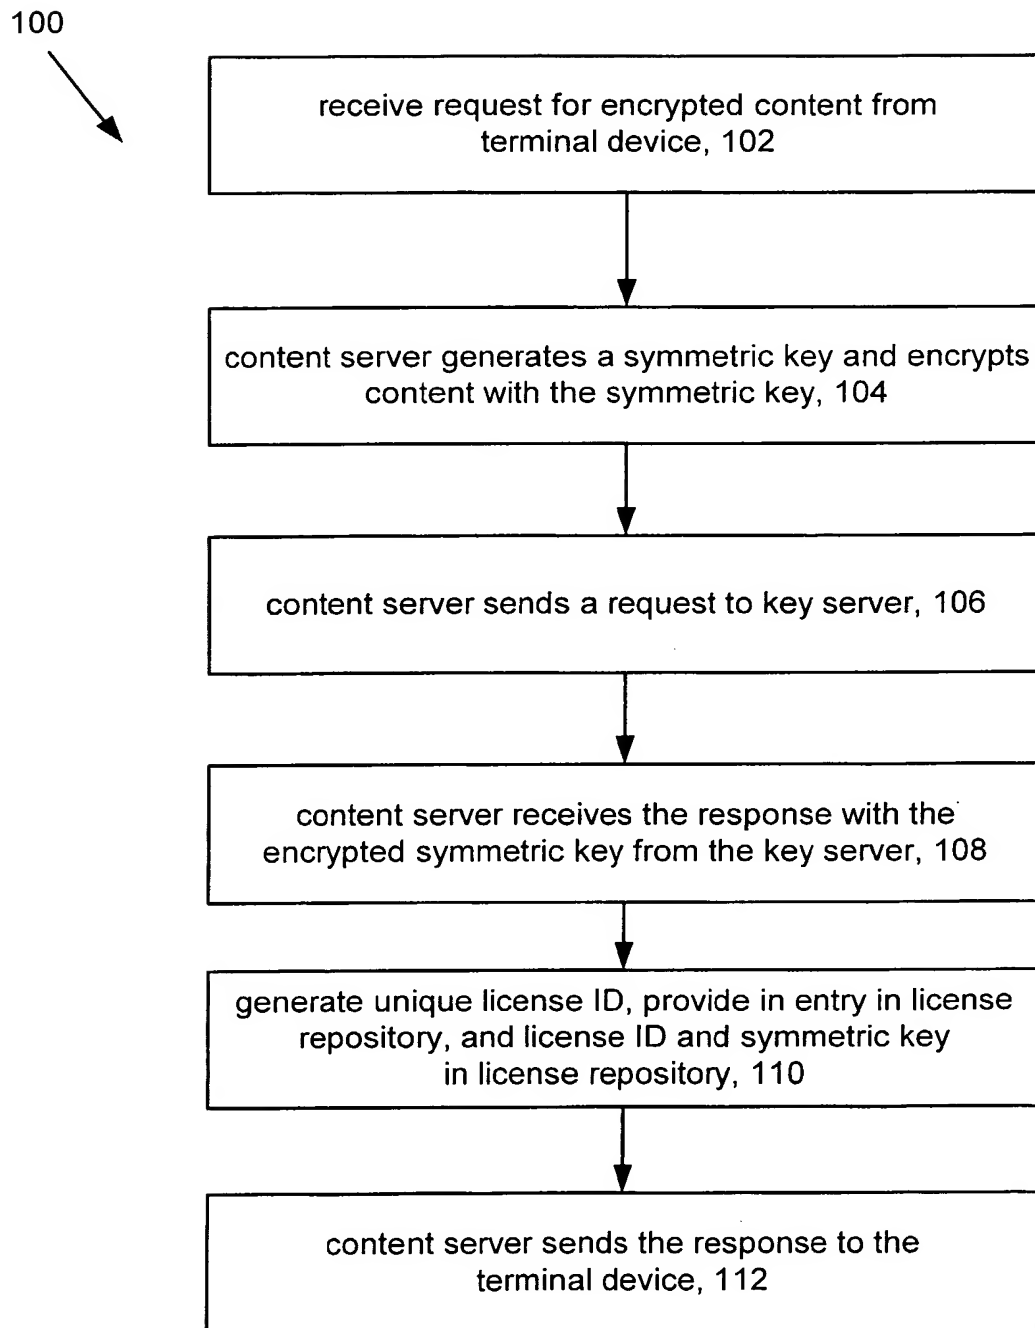 100
receive request for encrypted content from
terminal device, 102
content server generates a symmetric key and encrypts
content with the symmetric key, 104
content server sends a request to key server, 106
content server receives the response with the
encrypted symmetric key from the key server, 108
generate unique license ID, provide in entry in license
repository, and license ID and symmetric key
in license repository, 110
content server sends the response to the
terminal device, 112